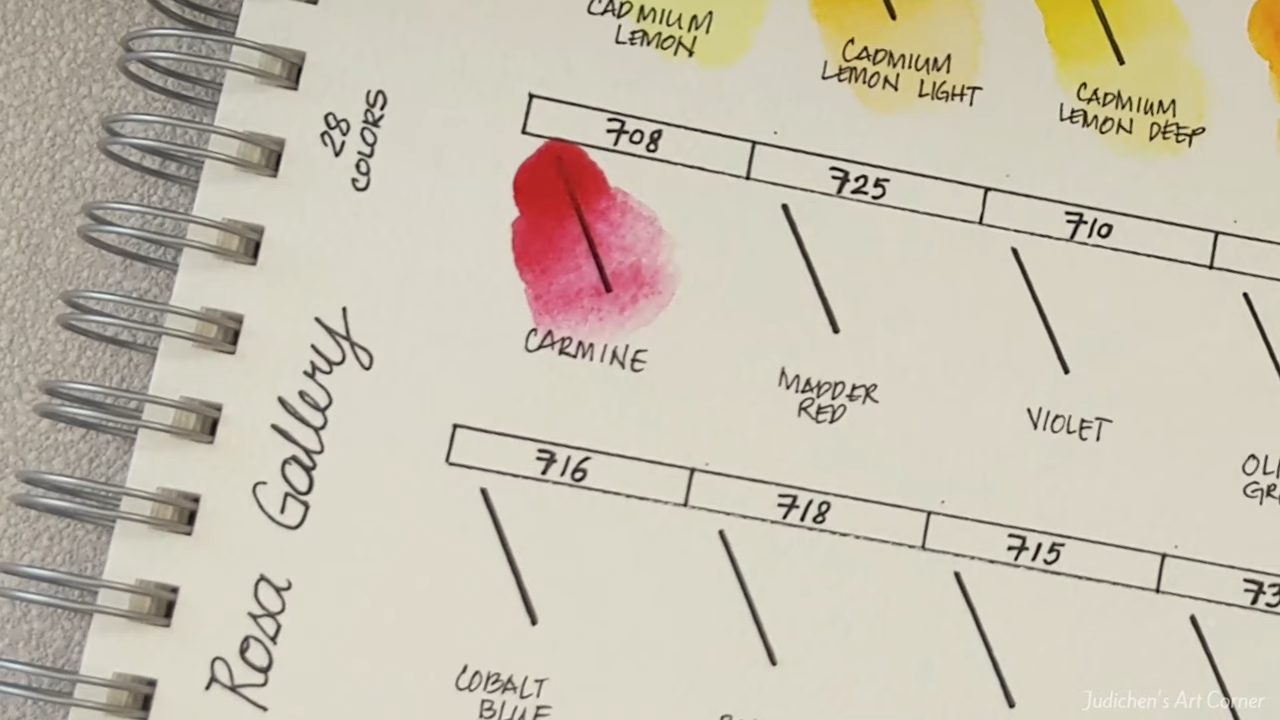 CADMIUM
LEMON
CADMIUM
LEMON LIGHT
CADMIUM
LEMON DEEP
28
COLORS
Rosa Gallery
708
725
710
CARMINE
MADDER
RED
VIOLET
716
718
715
COBALT
BLUE
Judichen's Art Corner